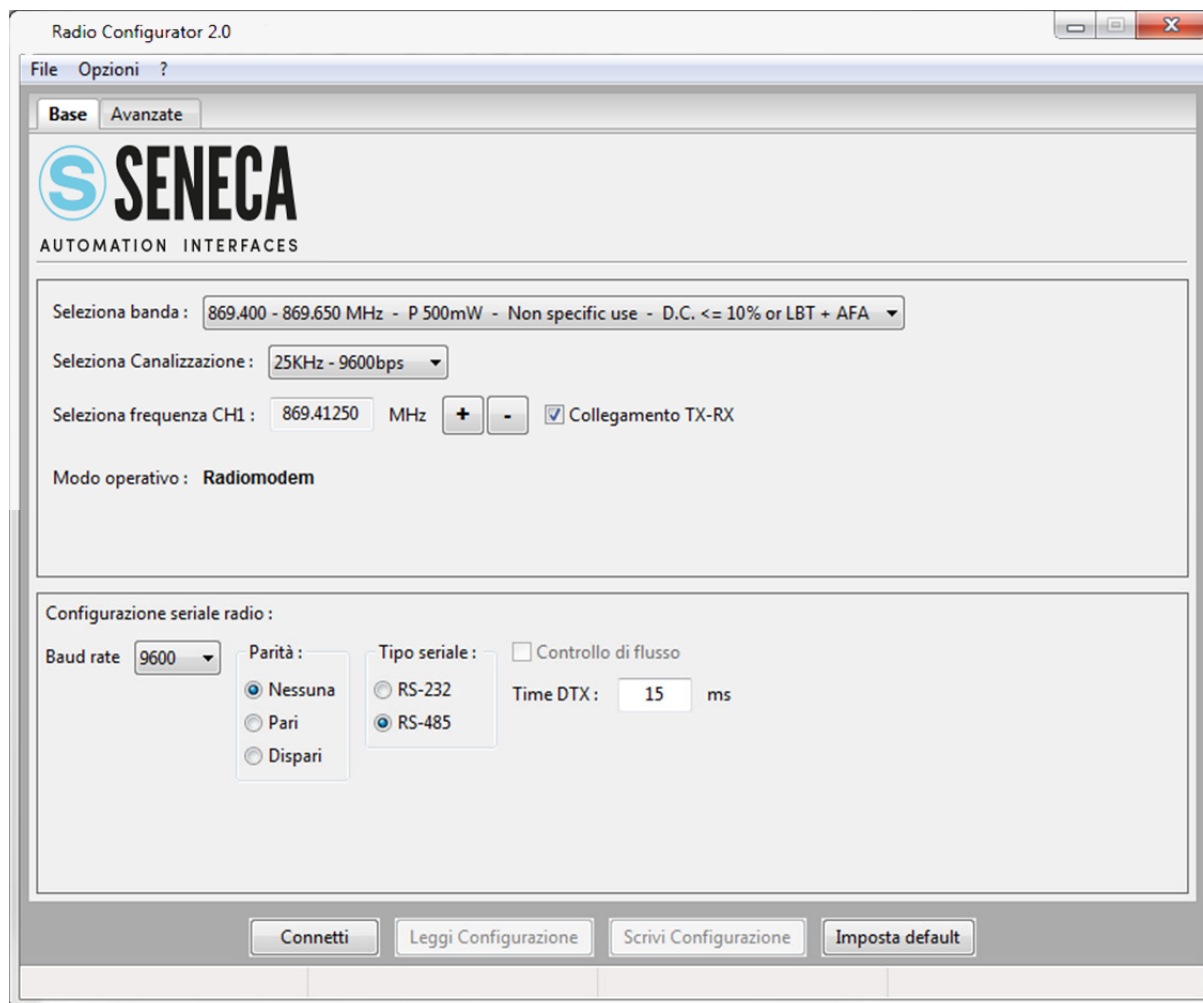 Radio Configurator 2.0
File Opzioni ?
Base Avanzate
S SENECA
AUTOMATION INTERFACES
Seleziona banda : 869.400 - 869.650 MHz - P 500mW - Non specific use - D.C. <= 10% or LBT + AFA
Seleziona Canalizzazione : 25KHz - 9600bps
Seleziona frequenza CH1 : 869.41250 MHz + - Collegamento TX-RX
Modo operativo : Radiomodem
Configurazione seriale radio :
Baud rate 9600 Parità : Tipo seriale : Controllo di flusso
Nessuna RS-232 Time DTX : 15 ms
Pari RS-485
Dispari
Connetti Leggi Configurazione Scrivi Configurazione Imposta default